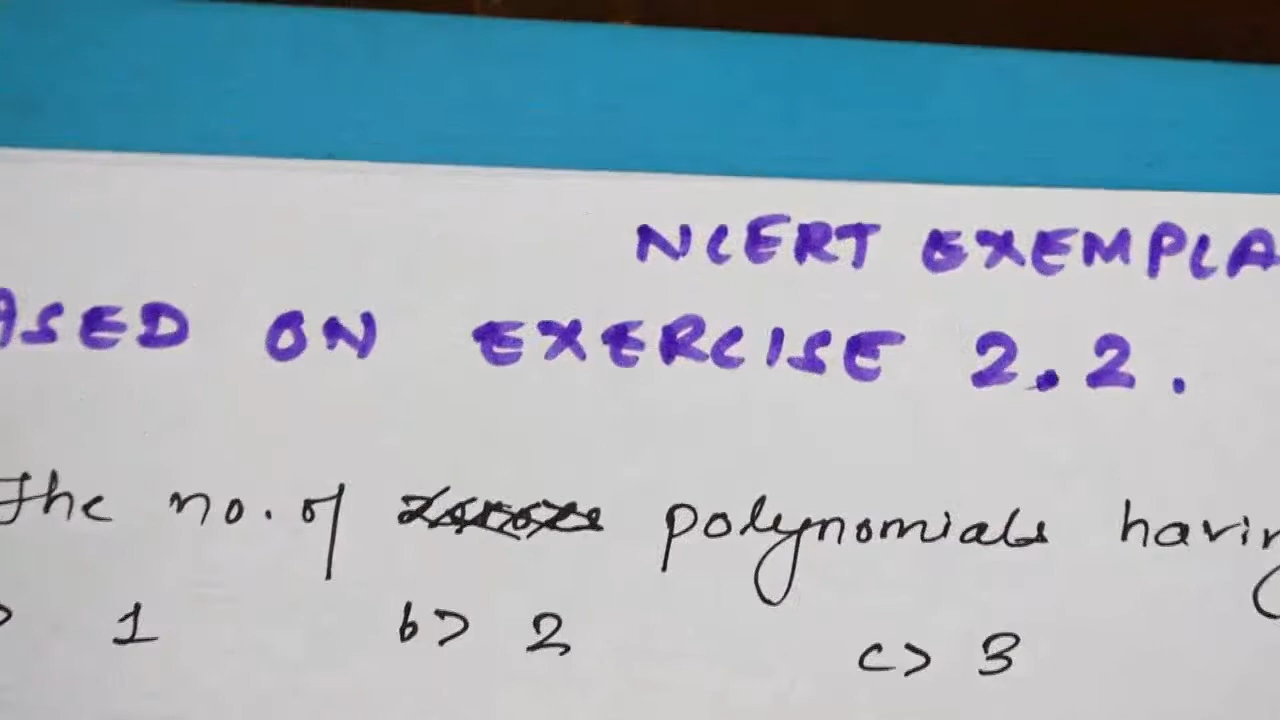 NCERT EXEMPLA
ASED ON EXERCISE 2.2.
The no. of polynomials havin
> 1 b> 2 c> 3